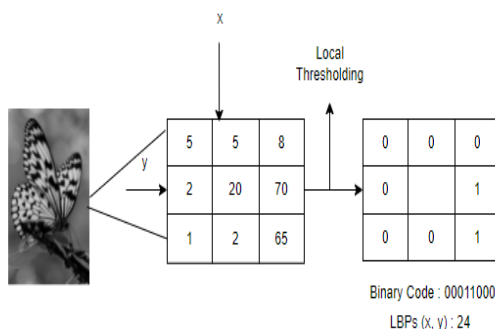 x
Local
Thresholding
y
5 5 8
2 20 70
1 2 65
0 0 0
0 1
0 0 1
Binary Code : 00011000
LBPs (x, y) : 24